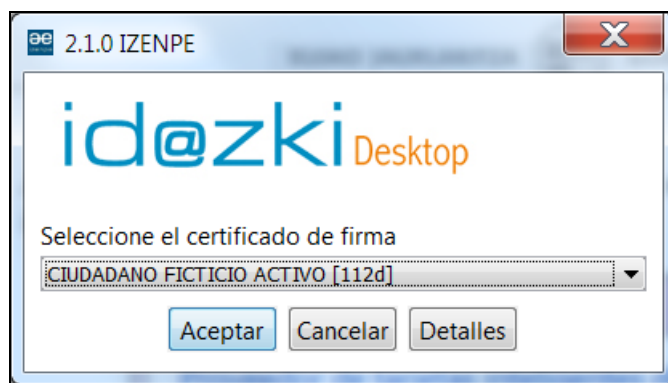 2.1.0 IZENPE
id@zki Desktop
Seleccione el certificado de firma
CIUDADANO FICTICIO ACTIVO [112d]
Aceptar Cancelar Detalles